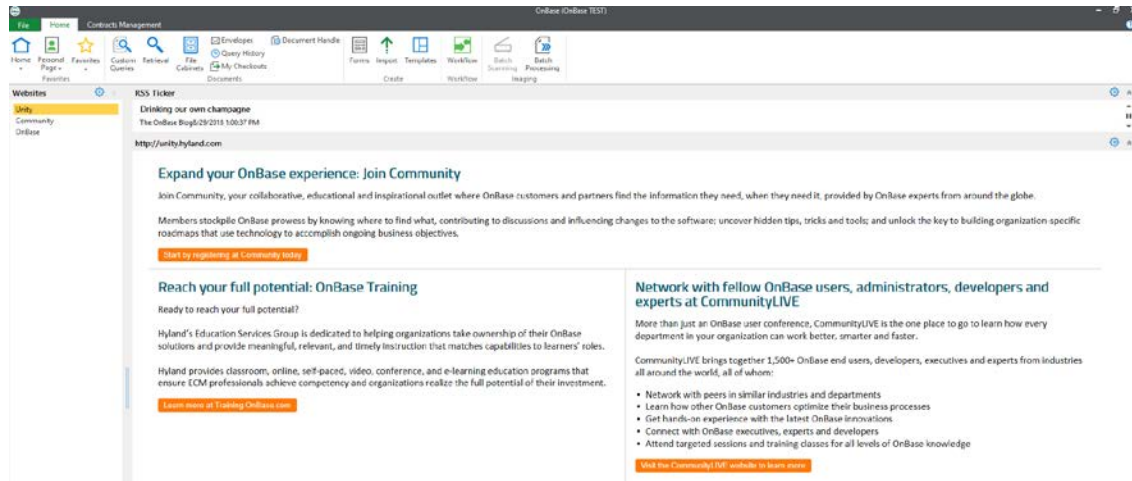 OnBase (OnBase TEST)
File Home Contracts Management
Home Personal Page Favorites Custom Queries Retrieval File Cabinets Envelopes Document Handle
Query History
My Checkouts
Forms Import Templates Workflow Batch Scanning Batch Processing
Favorites Documents Create Workflow Imaging
Websites
Unity
Community
OnBase
RSS Ticker
Drinking our own champagne
The OnBase Blog
http://unity.hyland.com
Expand your OnBase experience: Join Community
Join Community, your collaborative, educational and inspirational outlet where OnBase customers and partners find the information they need, when they need it, provided by OnBase experts from around the globe.
Members stockpile OnBase prowess by knowing where to find what, contributing to discussions and influencing changes to the software; uncover hidden tips, tricks and tools; and unlock the key to building organization-specific
roadmaps that use technology to accomplish ongoing business objectives.
Start by registering at Community today
Reach your full potential: OnBase Training
Ready to reach your full potential?
Hyland's Education Services Group is dedicated to helping organizations take ownership of their OnBase
solutions and provide meaningful, relevant, and timely instruction that matches capabilities to learners' roles.
Hyland provides classroom, online, self-paced, video, conference, and e-learning education programs that
ensure ECM professionals achieve competency and organizations realize the full potential of their investment.
Learn more at Training.OnBase.com
Network with fellow OnBase users, administrators, developers and
experts at CommunityLIVE
More than just an OnBase user conference, CommunityLIVE is the one place to go to learn how every
department in your organization can work better, smarter and faster.
CommunityLIVE brings together 1,500+ OnBase end users, developers, executives and experts from industries
all around the world, all of whom:
• Network with peers in similar industries and departments
• Learn how other OnBase customers optimize their business processes
• Get hands-on experience with the latest OnBase innovations
• Connect with OnBase executives, experts and developers
• Attend targeted sessions and training classes for all levels of OnBase knowledge
Visit the CommunityLIVE website to learn more